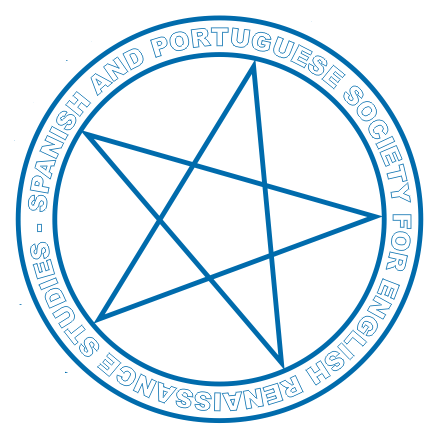 SPANISH AND PORTUGUESE SOCIETY FOR ENGLISH RENAISSANCE STUDIES -